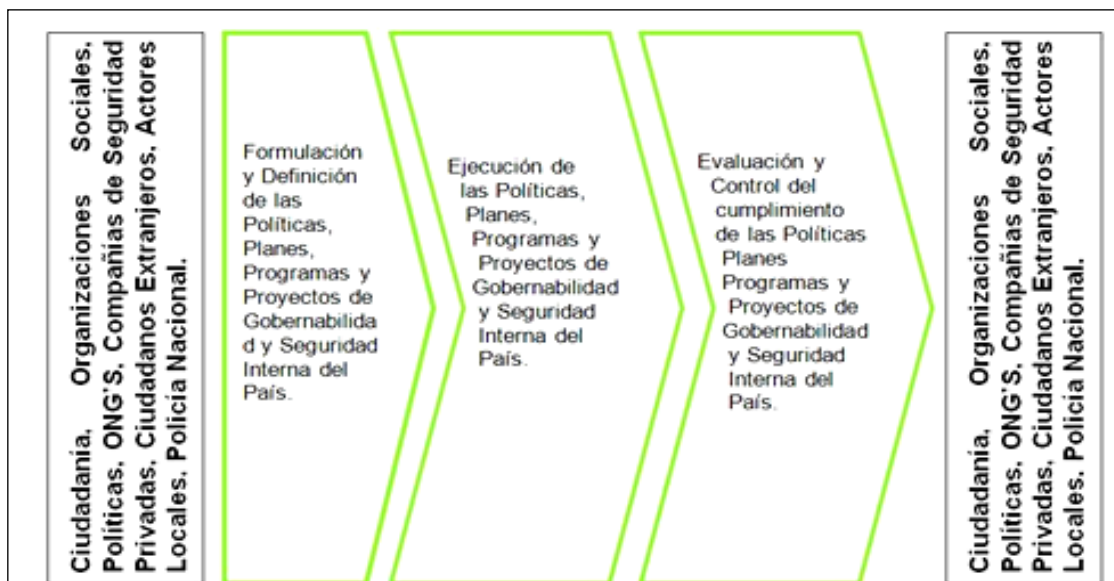 Ciudadanía. Organizaciones Sociales.
Políticas. ONG'S. Compañías de Seguridad
Privadas. Ciudadanos Extranjeros. Actores
Locales. Policía Nacional.
Formulación
y Definición
de las
Políticas,
Planes,
Programas y
Proyectos de
Gobernabilida
d y Seguridad
Interna del
País.
Ejecución de
las Políticas,
Planes,
Programas y
Proyectos de
Gobernabilidad
y Seguridad
Interna del
País.
Evaluación y
Control del
cumplimiento
de las Políticas
Planes
Programas y
Proyectos de
Gobernabilidad
y Seguridad
Interna del
País.
Ciudadanía. Organizaciones Sociales.
Políticas. ONG'S. Compañías de Seguridad
Privadas. Ciudadanos Extranjeros. Actores
Locales. Policía Nacional.